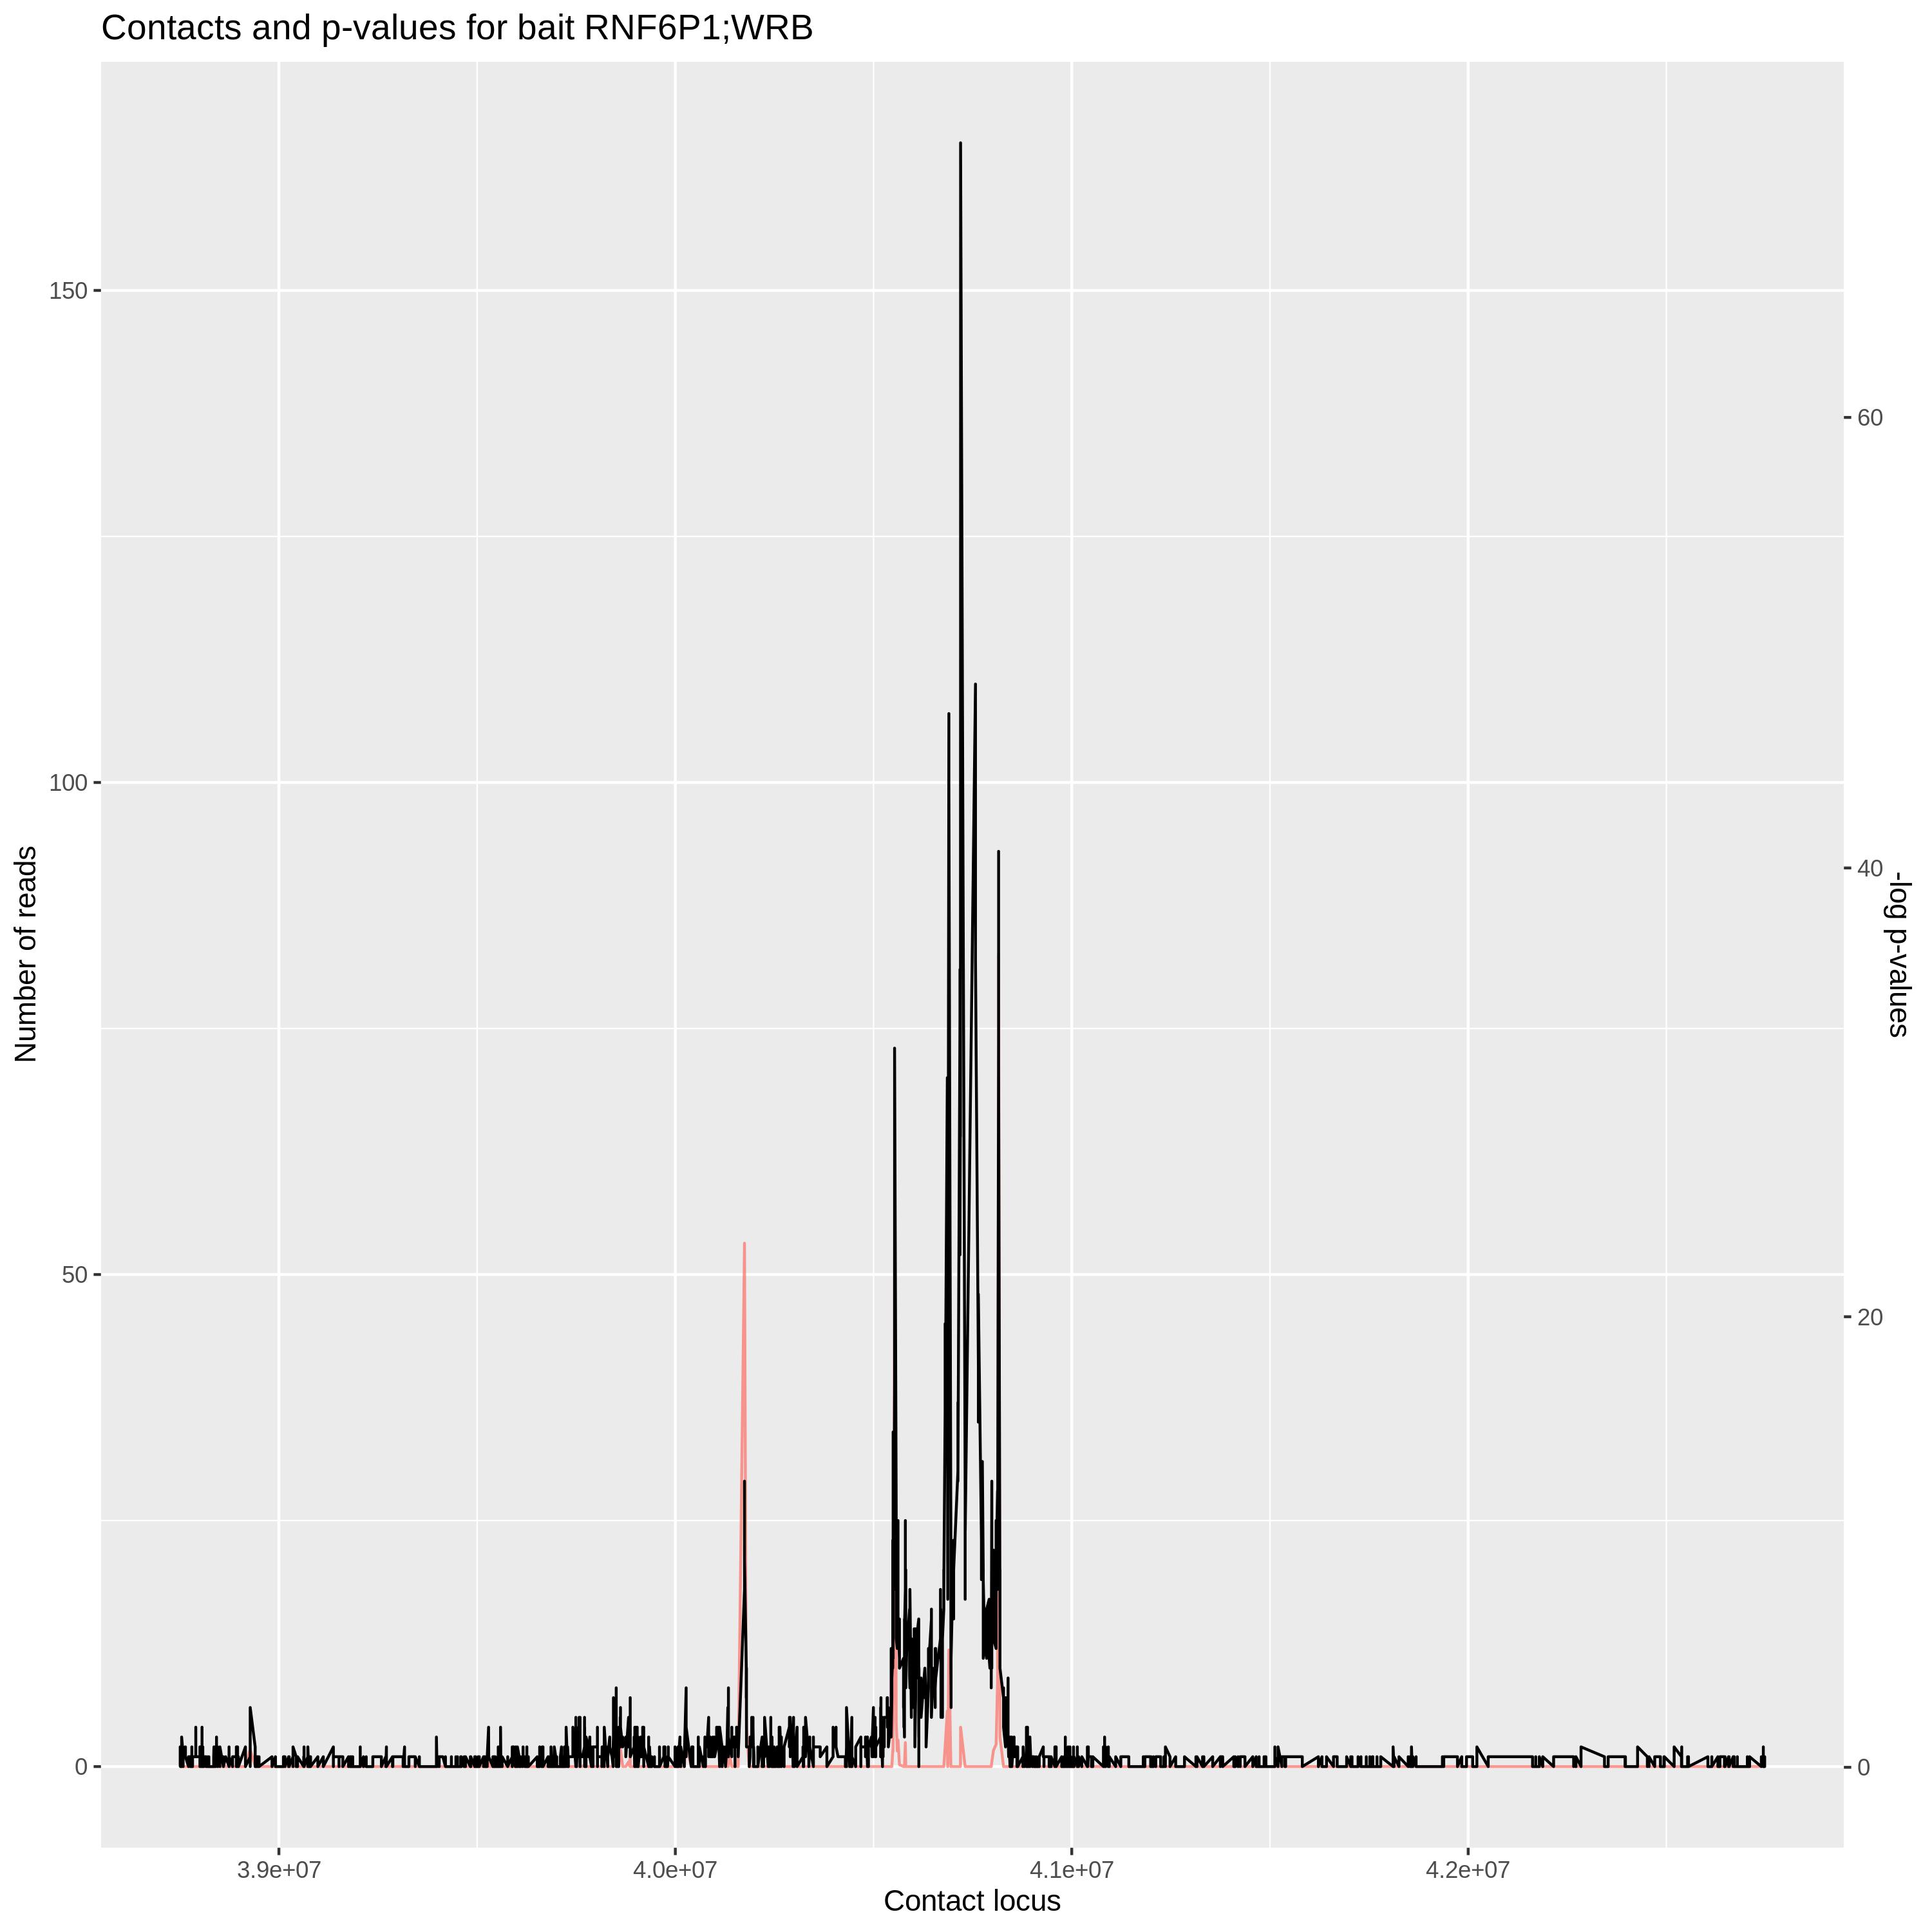 Contacts and p-values for bait RNF6P1;WRB
Number of reads
150
100
50
0
60
40
20
0
-log p-values
3.9e+07
4.0e+07
4.1e+07
4.2e+07
Contact locus